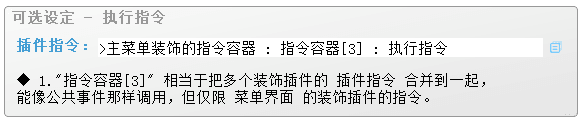 可选设定 - 执行指令
插件指令： >主菜单装饰的指令容器 : 指令容器[3] : 执行指令
◆ 1."指令容器[3]" 相当于把多个装饰插件的 插件指令 合并到一起，
能像公共事件那样调用，但仅限 菜单界面 的装饰插件的指令。